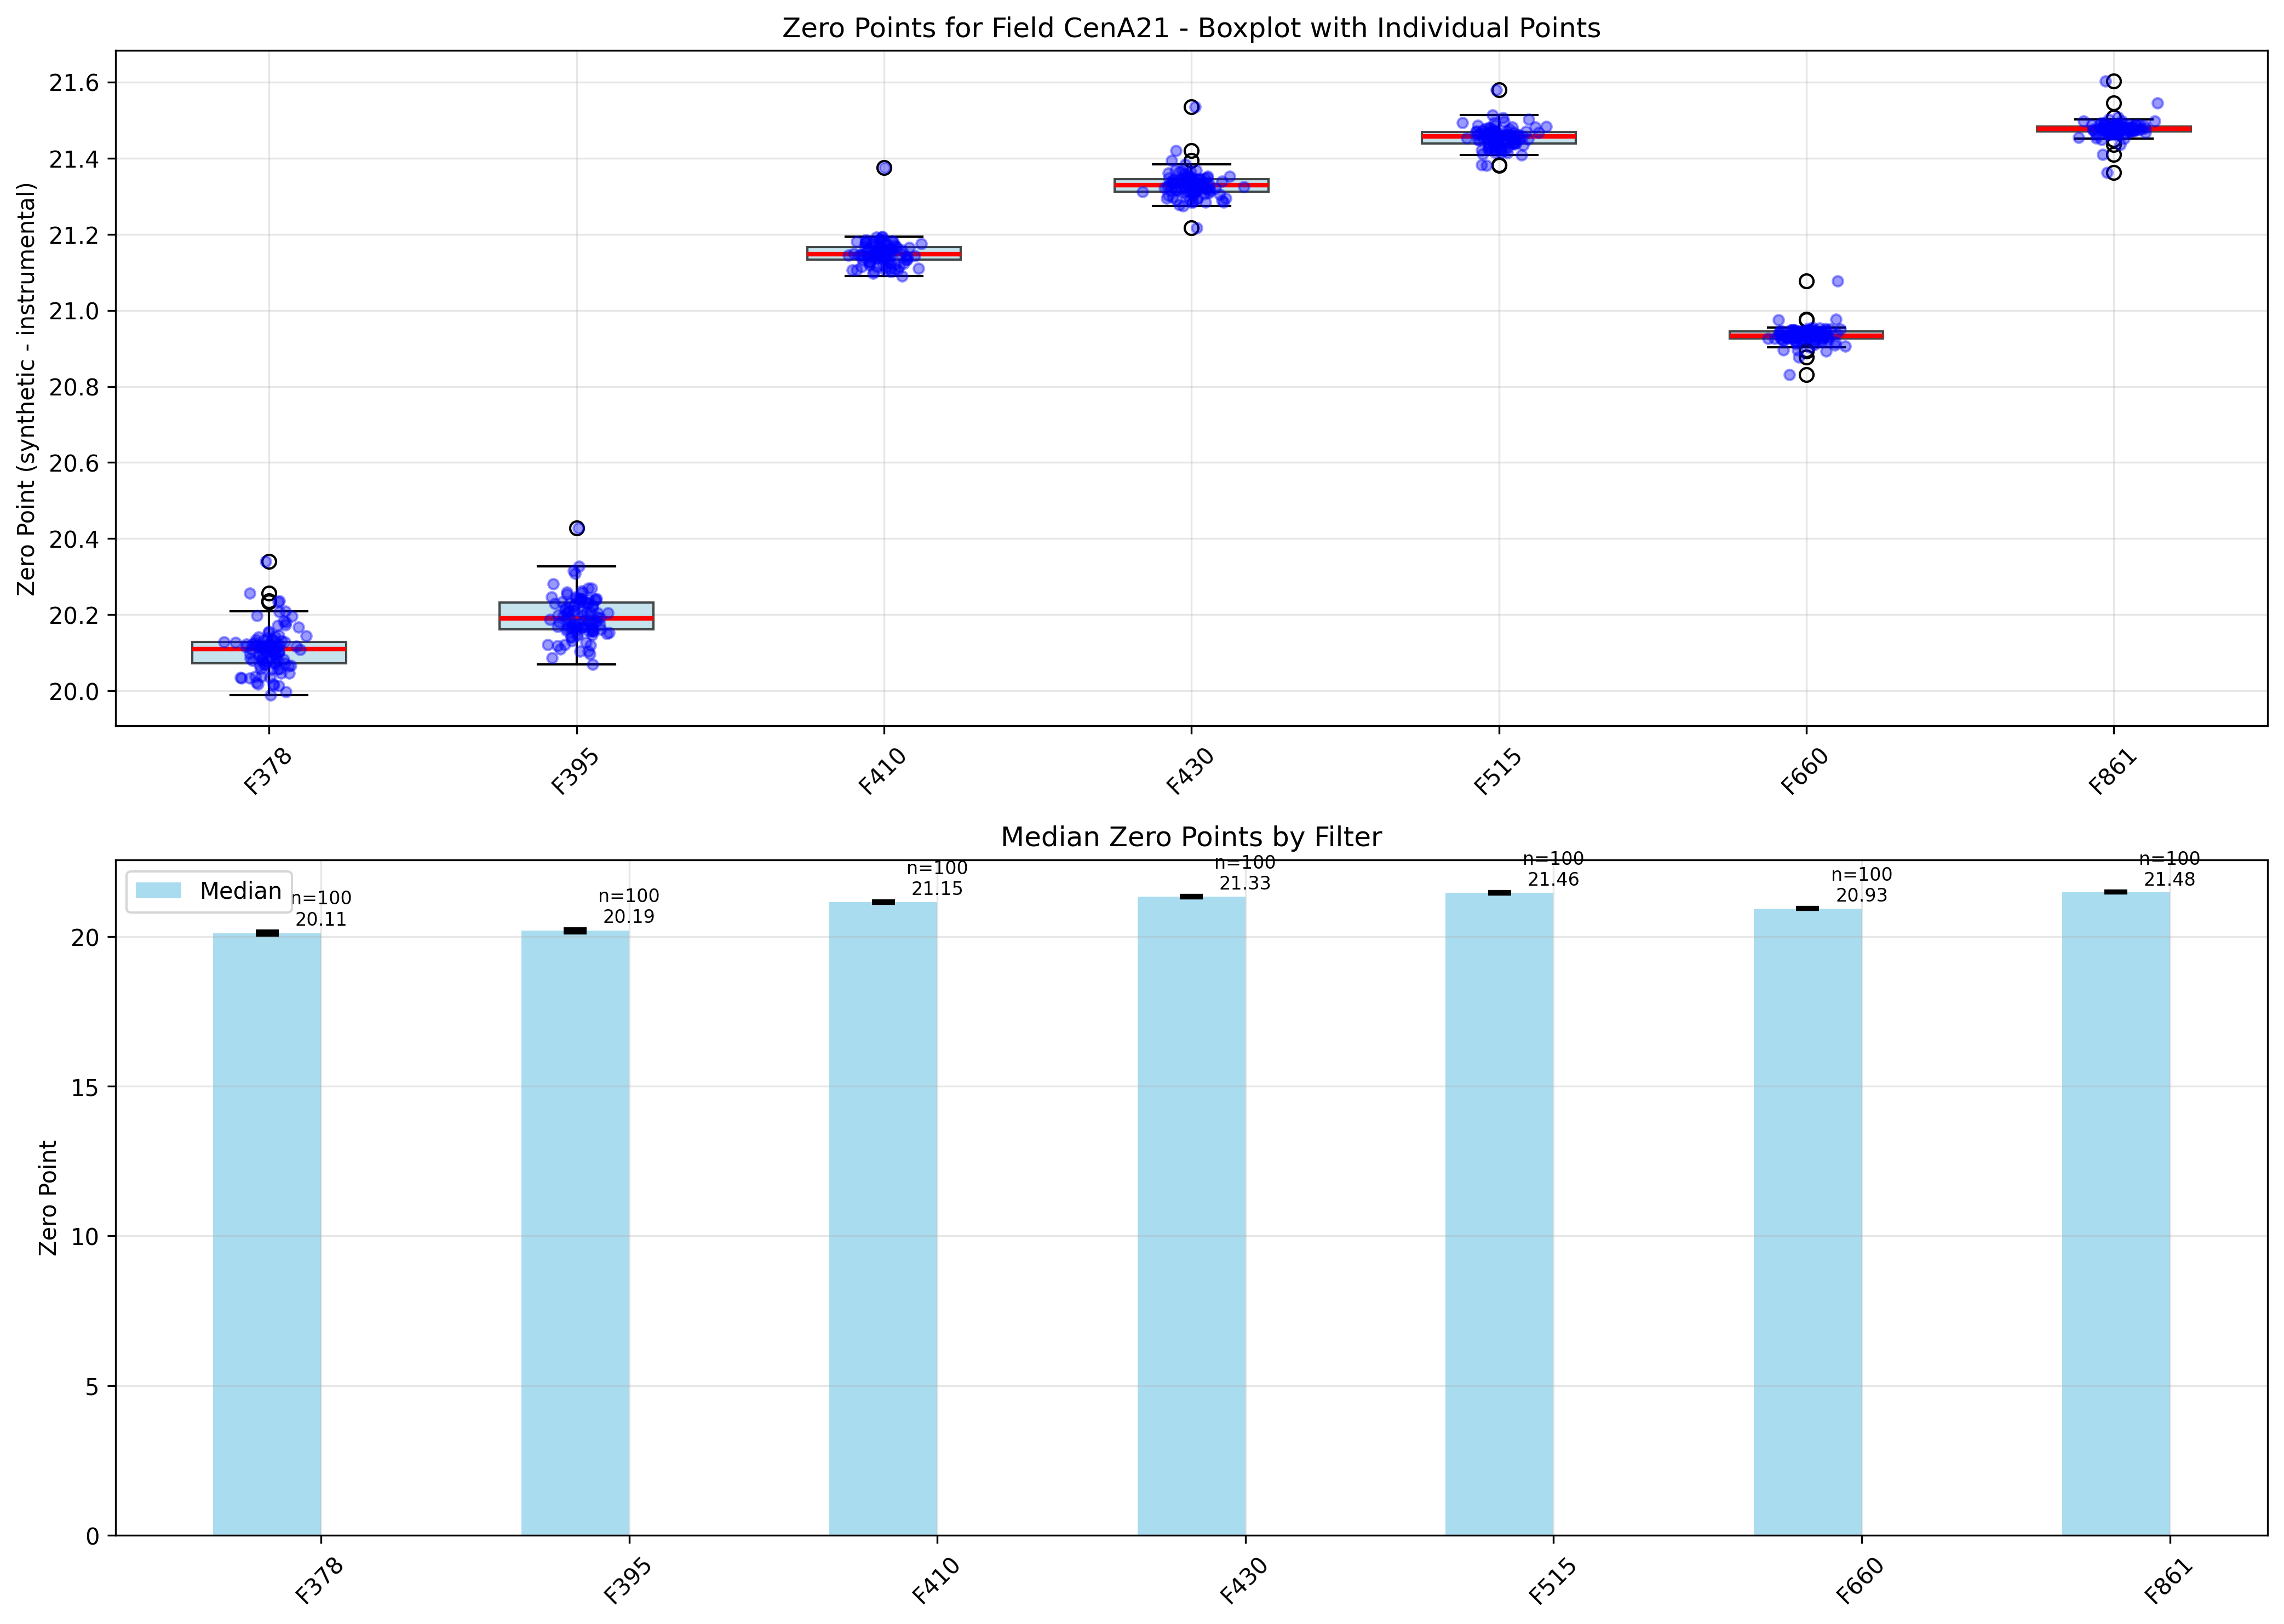 Zero Points for Field CenA21 - Boxplot with Individual Points
Zero Point (synthetic - instrumental)
21.6
21.4
21.2
21.0
20.8
20.6
20.4
20.2
20.0
F378
F395
F410
F430
F515
F660
F861
Median Zero Points by Filter
Zero Point
20
15
10
5
0
Median
n=100
20.11
n=100
20.19
n=100
21.15
n=100
21.33
n=100
21.46
n=100
20.93
n=100
21.48
F378
F395
F410
F430
F515
F660
F861